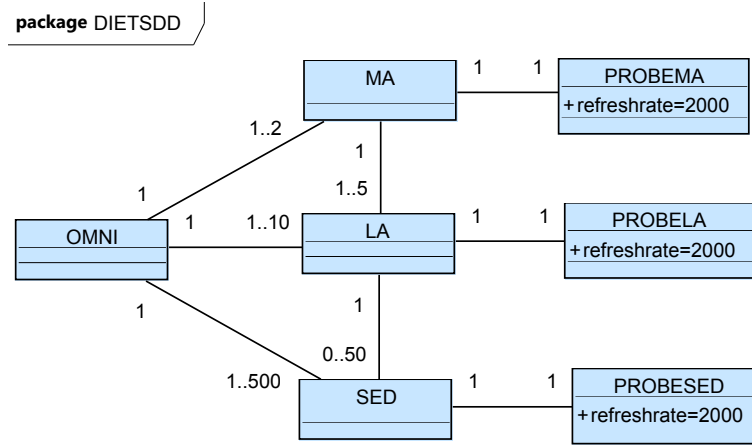 package DIETSDD
MA
1
1
PROBEMA
+refreshrate=2000
1..2
1
1
1..5
OMNI
1
1..10
LA
1
1
PROBELA
+refreshrate=2000
1
1
0..50
1..500
SED
1
1
PROBESED
+refreshrate=2000